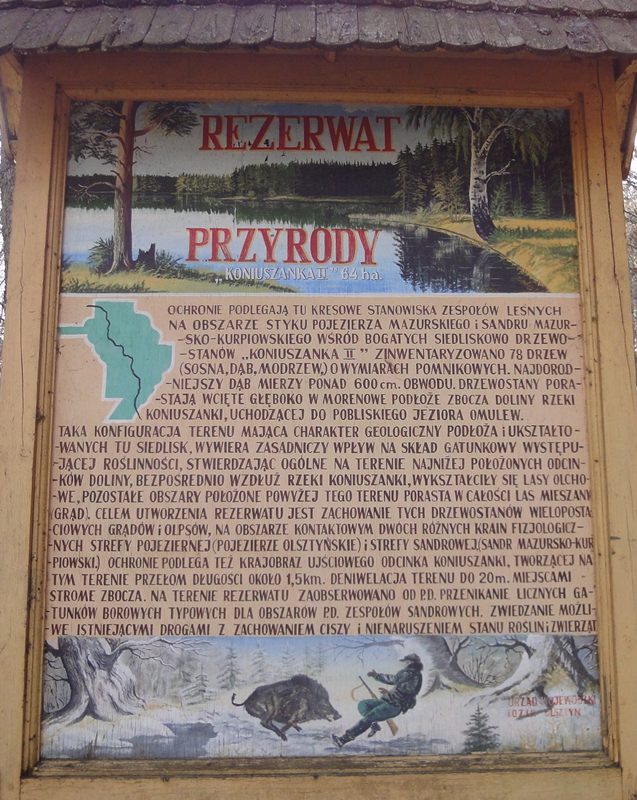 REZERWAT
PRZYRODY
„KONIUSZANKA II" 64 ha.
OCHRONIE PODLEGAJĄ TU KRESOWE STANOWISKA ZESPOŁÓW LEŚNYCH
NA OBSZARZE STYKU POJEZIERZA MAZURSKIEGO i SANDRU MAZUR-
-SKO-KURPIOWSKIEGO WŚRÓD BOGATYCH SIEDLISKOWO DRZEWO-
-STANÓW „KONIUSZANKA II" ZINWENTARYZOWANO 78 DRZEW
(SOSNA, DĄB, MODRZEW,) O WYMIARACH POMNIKOWYCH. NAJDOROD-
-NIEJSZY DĄB MIERZY PONAD 600 cm. OBWODU. DRZEWOSTANY PORA-
-STAJĄ WCIĘTE GŁĘBOKO W MORENOWE PODŁOŻE ZBOCZA DOLINY RZEKI
KONIUSZANKI, UCHODZĄCEJ DO POBLISKIEGO JEZIORA OMULEW.
TAKA KONFIGURACJA TERENU MAJĄCA CHARAKTER GEOLOGICZNY PODŁOŻA i UKSZTAŁTO-
-WANYCH TU SIEDLISK, WYWIERA ZASADNICZY WPŁYW NA SKŁAD GATUNKOWY WYSTĘPU-
-JĄCEJ ROŚLINNOŚCI, STWIERDZAJĄC OGÓLNE NA TERENIE NAJNIŻEJ POŁOŻONYCH ODCIN-
-KÓW DOLINY, BEZPOŚREDNIO WZDŁUŻ RZEKI KONIUSZANKI, WYKSZTAŁCIŁY SIĘ LASY OLCHO-
-WE, POZOSTAŁE OBSZARY POŁOŻONE POWYŻEJ TEGO TERENU PORASTA W CAŁOŚCI LAS MIESZANY
(GRĄD). CELEM UTWORZENIA REZERWATU JEST ZACHOWANIE TYCH DRZEWOSTANÓW WIELOPOSTA
CIOWYCH GRĄDÓW i OLPSÓW, NA OBSZARZE KONTAKTOWYM DWÓCH RÓŻNYCH KRAIN FIZJOLOGICZ-
-NYCH STREFY POJEZIERNEJ (POJEZIERZE OLSZTYŃSKIE) i STREFY SANDROWEJ.(SANDR MAZURSKO-KUR
PIOWSKI.) OCHRONIE PODLEGA TEŻ KRAJOBRAZ UJŚCIOWEGO ODCINKA KONIUSZANKI, TWORZĄCEJ NA
TYM TERENIE PRZEŁOM DŁUGOŚCI OKOŁO 1,5km. DENIWELACJA TERENU DO 20m. MIEJSCAMI -
STROME ZBOCZA. NA TERENIE REZERWATU ZAOBSERWOWANO OD P.D. PRZENIKANIE LICZNYCH GA-
TUNKÓW BOROWYCH TYPOWYCH DLA OBSZARÓW P.D. ZESPOŁÓW SANDROWYCH. ZWIEDZANIE MOŻLI-
WE ISTNIEJĄCYMI DROGAMI Z ZACHOWANIEM CISZY i NIENARUSZENIEM STANU ROŚLIN i ZWIERZĄT
URZĄD WOJEWÓDZKI
OLSZTYN